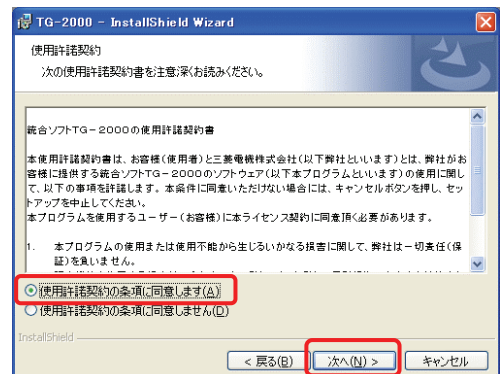 TG-2000 - InstallShield Wizard
使用許諾契約
次の使用許諾契約書を注意深くお読みください。
統合ソフトTG－2000の使用許諾契約書
本使用許諾契約書は、お客様(使用者)と三菱電機株式会社(以下弊社といいます)とは、弊社がお
客様に提供する統合ソフトTG－2000のソフトウェア(以下本プログラムといいます)の使用に関し
て、以下の事項を許諾します。本条件に同意いただけない場合には、キャンセルボタンを押し、セッ
トアップを中止してください。
本プログラムを使用するユーザー(お客様)に本ライセンス契約に同意頂く必要があります。
1. 本プログラムの使用または使用不能から生じるいかなる損害に関して、弊社は一切責任(保
証)を負いません。
使用許諾契約の条項に同意します(A)
使用許諾契約の条項に同意しません(D)
InstallShield
< 戻る(B)
次へ(N) >
キャンセル